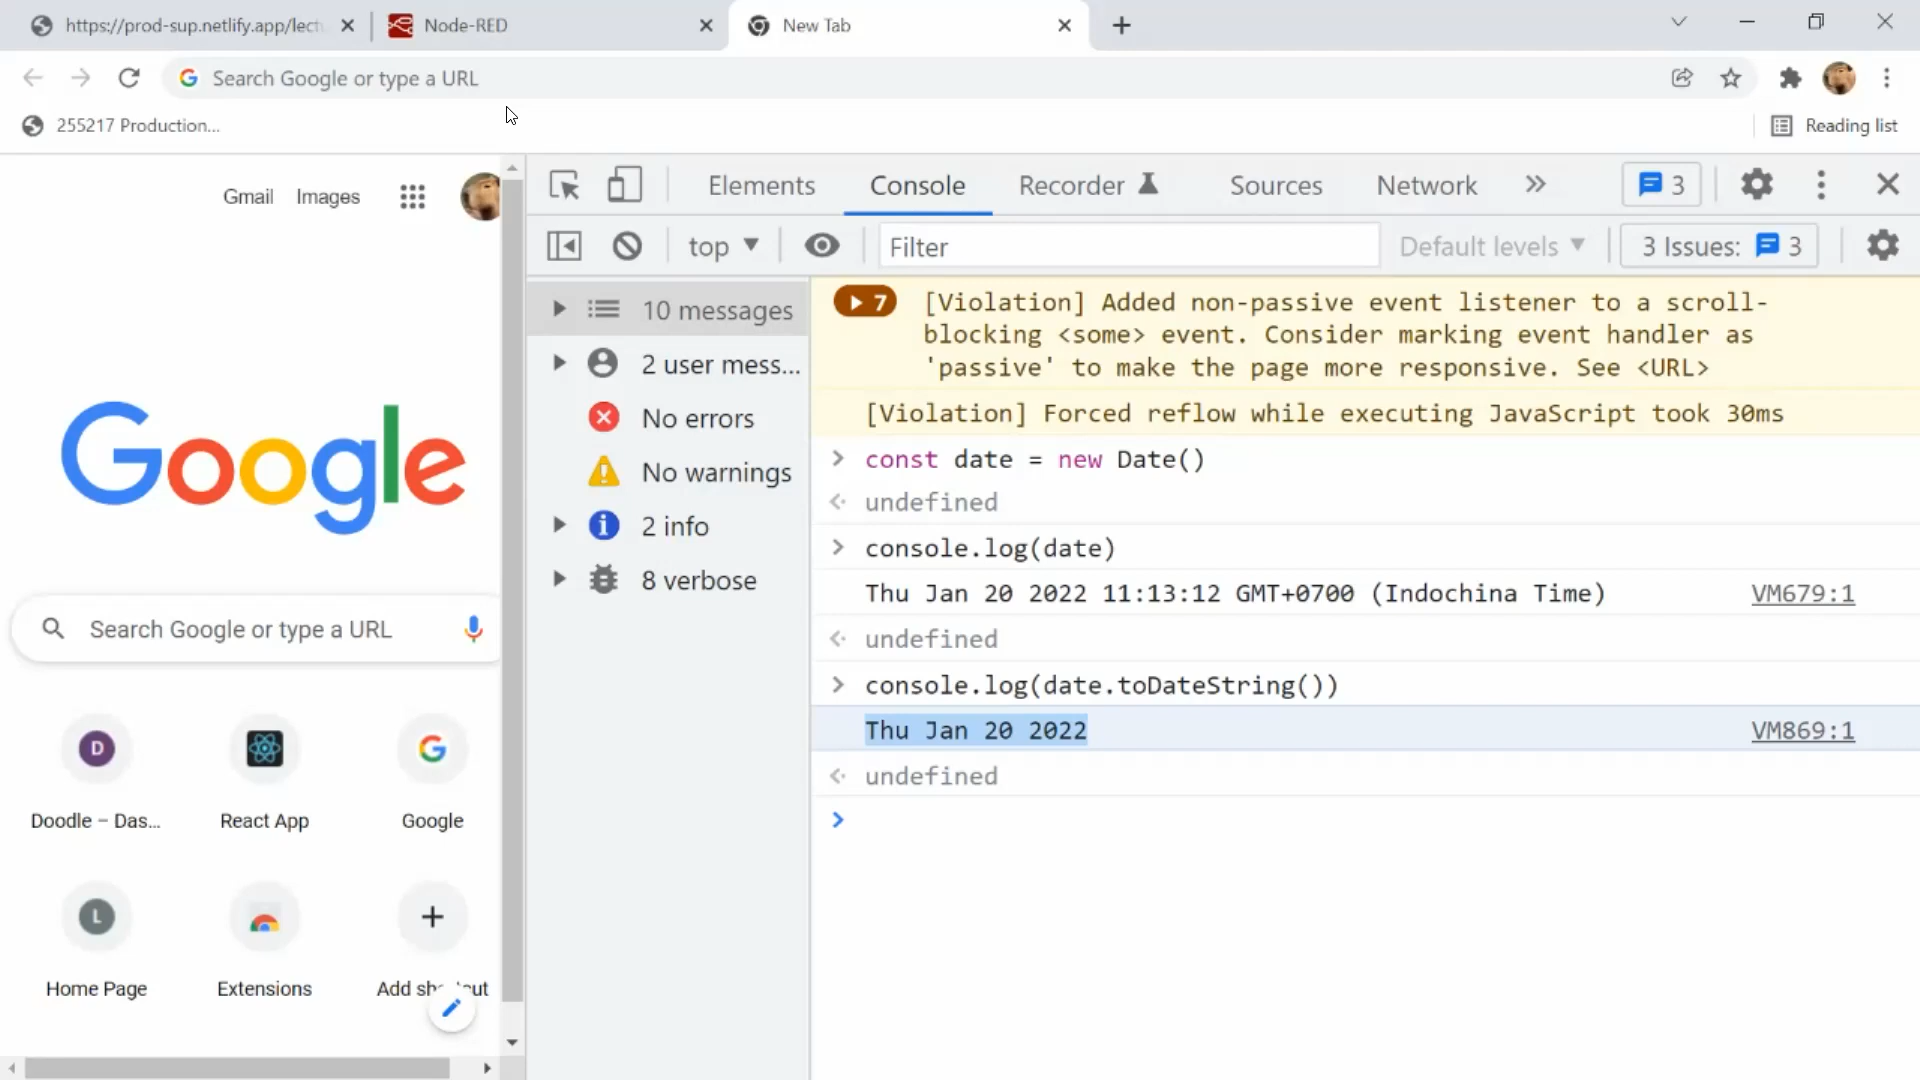 https://prod-sup.netlify.app/lect
Node-RED
New Tab
Search Google or type a URL
255217 Production...
Reading list
Gmail
Images
Google
Search Google or type a URL
D
Doodle – Das...
React App
Google
L
Home Page
Extensions
Elements
Console
Recorder
Sources
Network
3
top
Filter
Default levels
3 Issues:
3
10 messages
2 user mess...
No errors
No warnings
2 info
8 verbose
7
[Violation] Added non-passive event listener to a scroll-
blocking <some> event. Consider marking event handler as
'passive' to make the page more responsive. See <URL>
[Violation] Forced reflow while executing JavaScript took 30ms
const date = new Date()
undefined
console.log(date)
Thu Jan 20 2022 11:13:12 GMT+0700 (Indochina Time)
VM679:1
undefined
console.log(date.toDateString())
Thu Jan 20 2022
VM869:1
undefined
Add